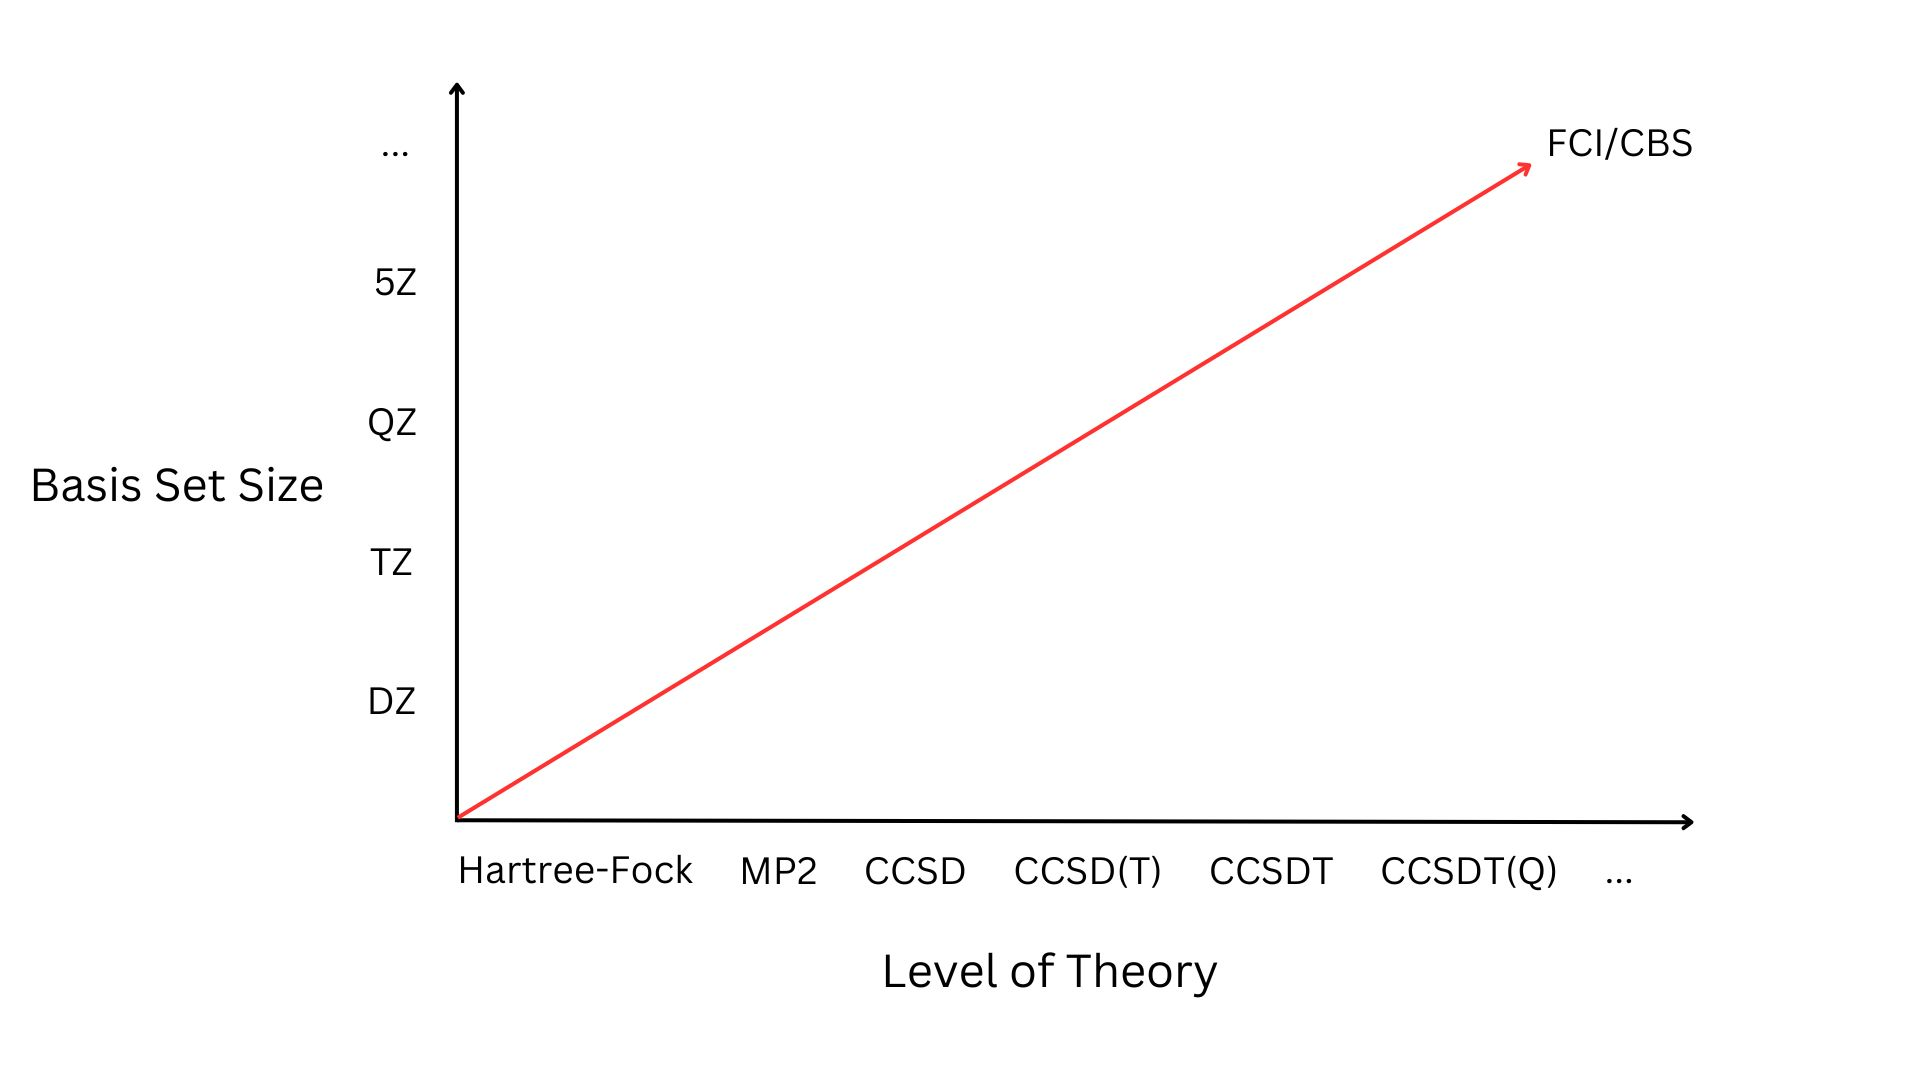 ...
FCI/CBS
5Z
QZ
Basis Set Size
TZ
DZ
Hartree-Fock MP2 CCSD CCSD(T) CCSDT CCSDT(Q) ...
Level of Theory